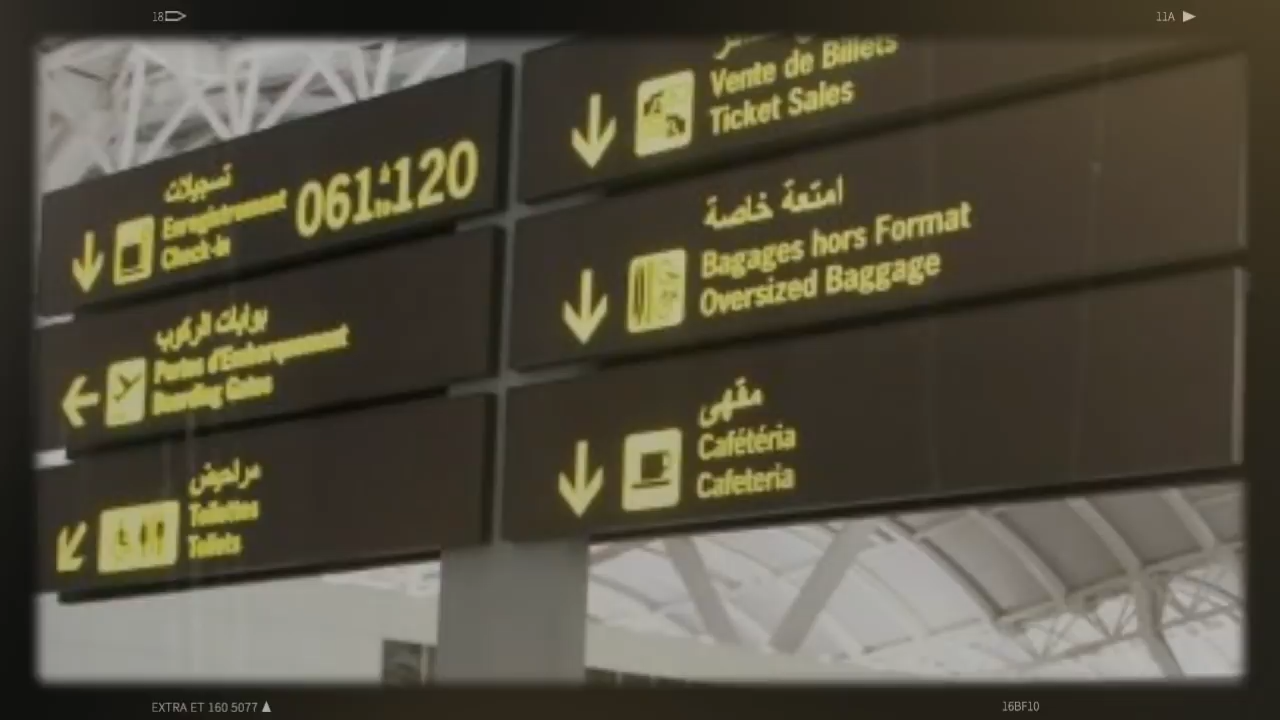 18
11A
تسجيلات
Enregistrement
Check-in
061 à to 120
بوابات الركوب
Portes d'Embarquement
Boarding Gates
مراحيض
Toilettes
Toilets
Vente de Billets
Ticket Sales
امتعة خاصة
Bagages hors Format
Oversized Baggage
مقهى
Cafétéria
Cafeteria
EXTRA ET 160 5077
16BF10